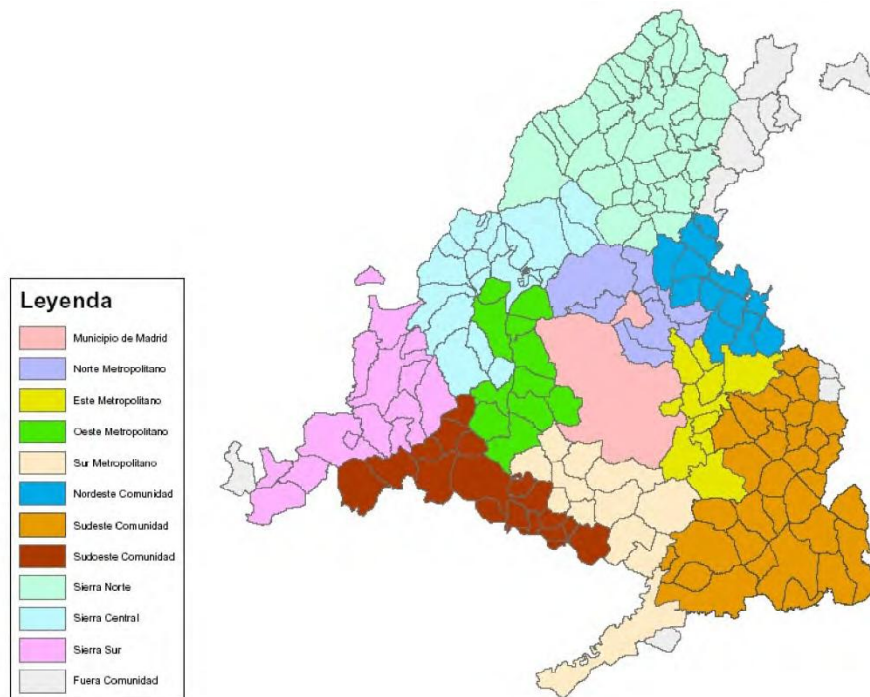 Leyenda
Municipio de Madrid
Norte Metropolitano
Este Metropolitano
Oeste Metropolitano
Sur Metropolitano
Nordeste Comunidad
Sudeste Comunidad
Sudoeste Comunidad
Sierra Norte
Sierra Central
Sierra Sur
Fuera Comunidad